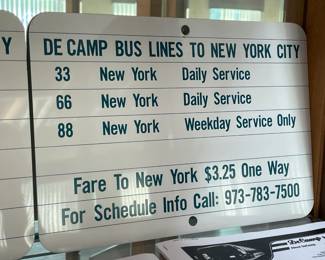 Y
DE CAMP BUS LINES TO NEW YORK CITY
33 New York Daily Service
66 New York Daily Service
88 New York Weekday Service Only
Fare To New York $3.25 One Way
For Schedule Info Call: 973-783-7500
DeCamp